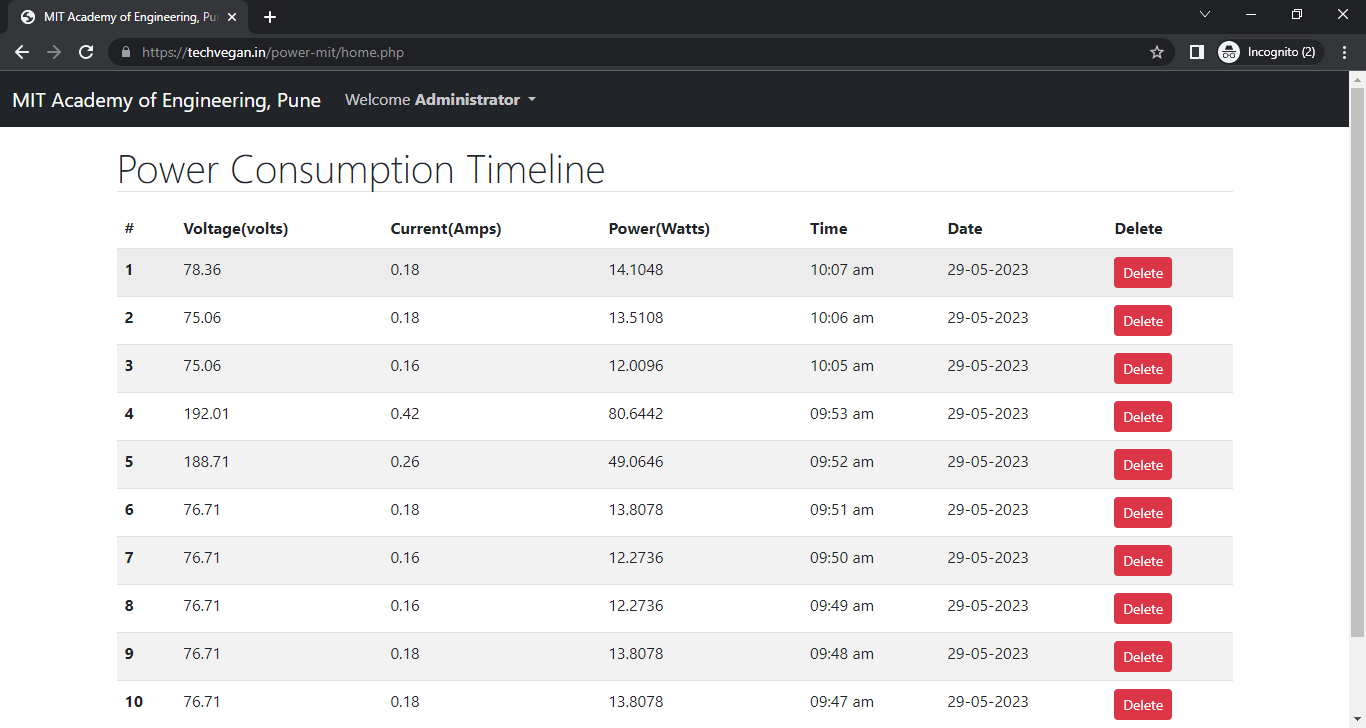 MIT Academy of Engineering, Pu
https://techvegan.in/power-mit/home.php
Incognito (2)
MIT Academy of Engineering, Pune Welcome Administrator
Power Consumption Timeline
# Voltage(volts) Current(Amps) Power(Watts) Time Date Delete
1 78.36 0.18 14.1048 10:07 am 29-05-2023 Delete
2 75.06 0.18 13.5108 10:06 am 29-05-2023 Delete
3 75.06 0.16 12.0096 10:05 am 29-05-2023 Delete
4 192.01 0.42 80.6442 09:53 am 29-05-2023 Delete
5 188.71 0.26 49.0646 09:52 am 29-05-2023 Delete
6 76.71 0.18 13.8078 09:51 am 29-05-2023 Delete
7 76.71 0.16 12.2736 09:50 am 29-05-2023 Delete
8 76.71 0.16 12.2736 09:49 am 29-05-2023 Delete
9 76.71 0.18 13.8078 09:48 am 29-05-2023 Delete
10 76.71 0.18 13.8078 09:47 am 29-05-2023 Delete